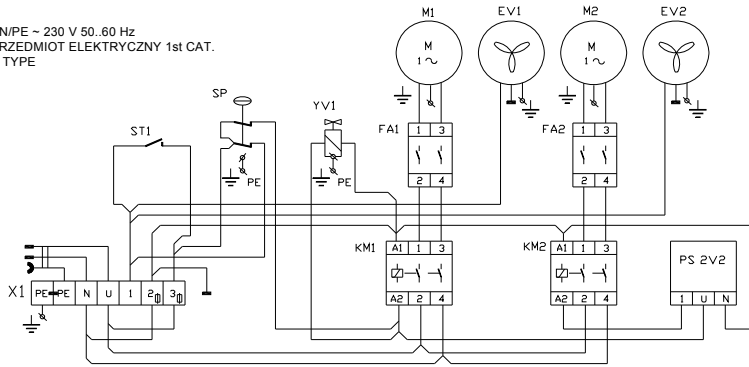 N/PE ~ 230 V 50..60 Hz
RZEDMIOT ELEKTRYCZNY 1st CAT.
TYPE
M1 EV1 M2 EV2
M M
1 ~ 1 ~
SP YV1
ST1
FA1 1 3 FA2 1 3
2 4 2 4
PE PE
KM1 A1 1 3 KM2 A1 1 3
PS 2V2
X1 PE PE N U 1 2 3
A2 2 4 A2 2 4 1 U N